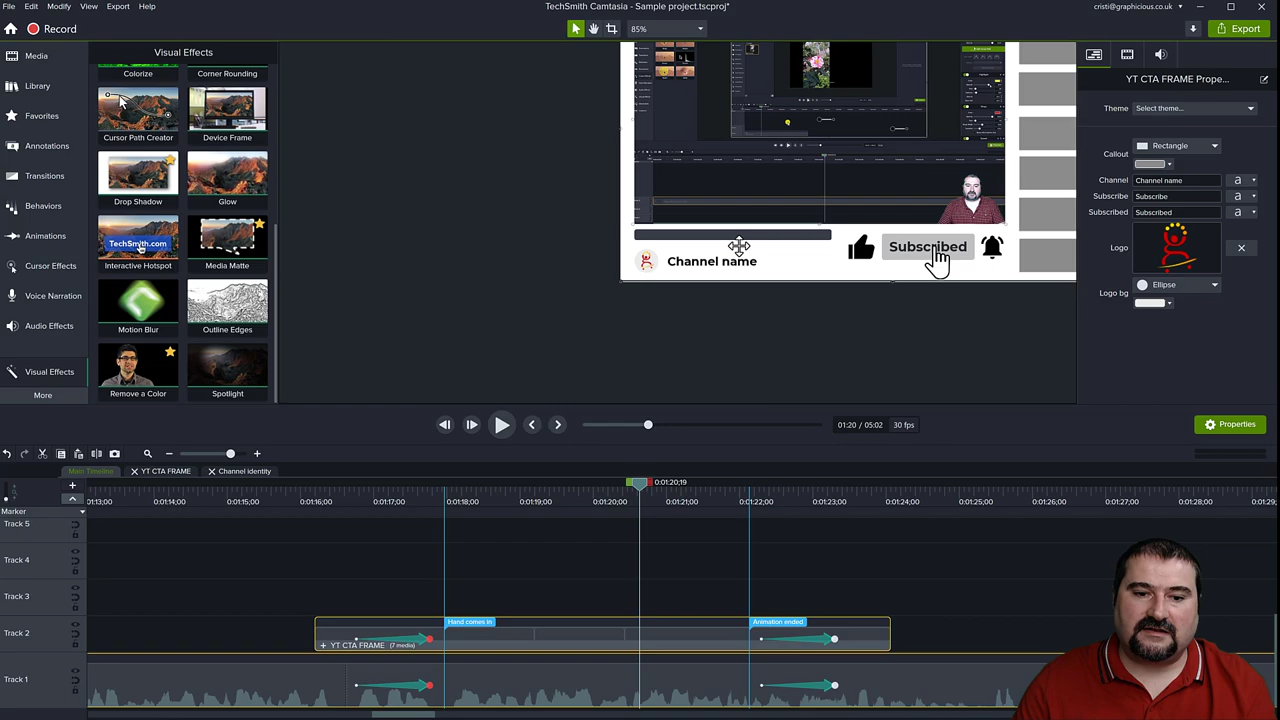 File Edit Modify View Export Help
TechSmith Camtasia - Sample project.tscproj
cristi@graphicious.co.uk
Record
85%
Export
Media
Library
Favorites
Annotations
Transitions
Behaviors
Animations
Cursor Effects
Voice Narration
Audio Effects
Visual Effects
More
Visual Effects
Colorize
Corner Rounding
Cursor Path Creator
Device Frame
Drop Shadow
Glow
TechSmith.com
Interactive Hotspot
Media Matte
Motion Blur
Outline Edges
Remove a Color
Spotlight
Channel name
Subscribed
YT CTA FRAME Prope...
Theme
Select theme...
Callout
Rectangle
Channel
Channel name
a
Subscribe
Subscribe
a
Subscribed
Subscribed
a
Logo
Logo bg
Ellipse
01:20 / 05:02
30 fps
Properties
Main Timeline
YT CTA FRAME
Channel identity
0:01:20;19
Marker
0:01:14;00 0:01:15;00 0:01:16;00 0:01:17;00 0:01:18;00 0:01:19;00 0:01:20;00 0:01:21;00 0:01:22;00 0:01:23;00 0:01:24;00 0:01:25;00 0:01:26;00 0:01:27;00 0:01:28;00
Track 5
Track 4
Track 3
Track 2
Hand comes in
Animation ended
+ YT CTA FRAME (7 media)
Track 1